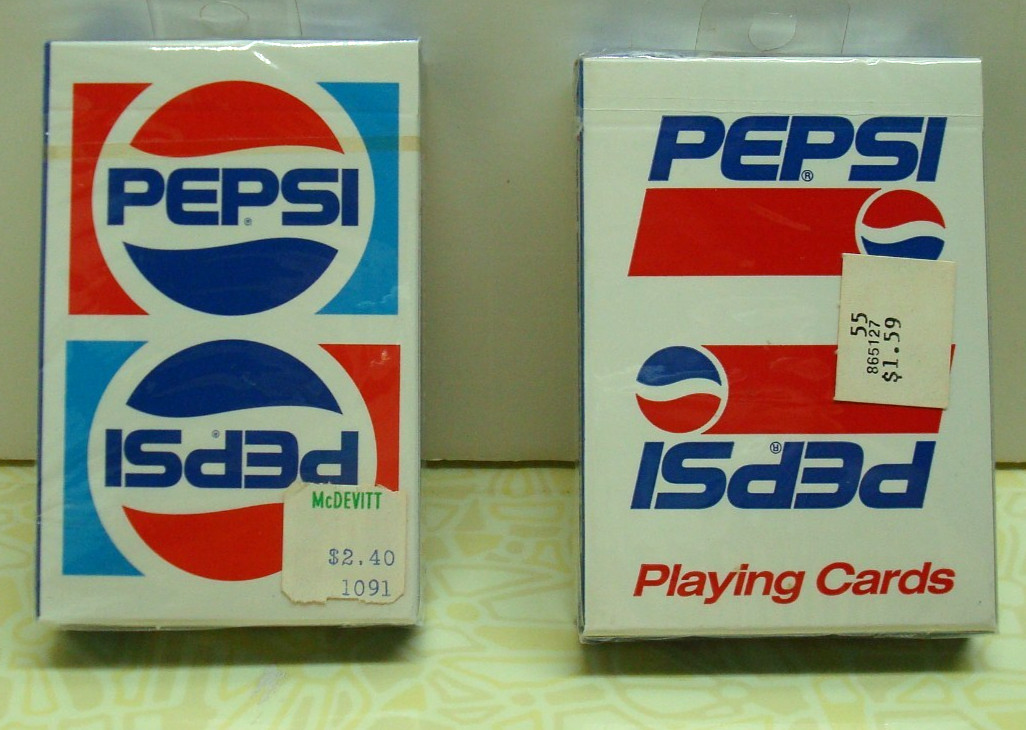 PEPSI
®
PEPSI
®
McDEVITT
$2.40
1091
PEPSI
®
55
865127
$1.59
PEPSI
®
Playing Cards